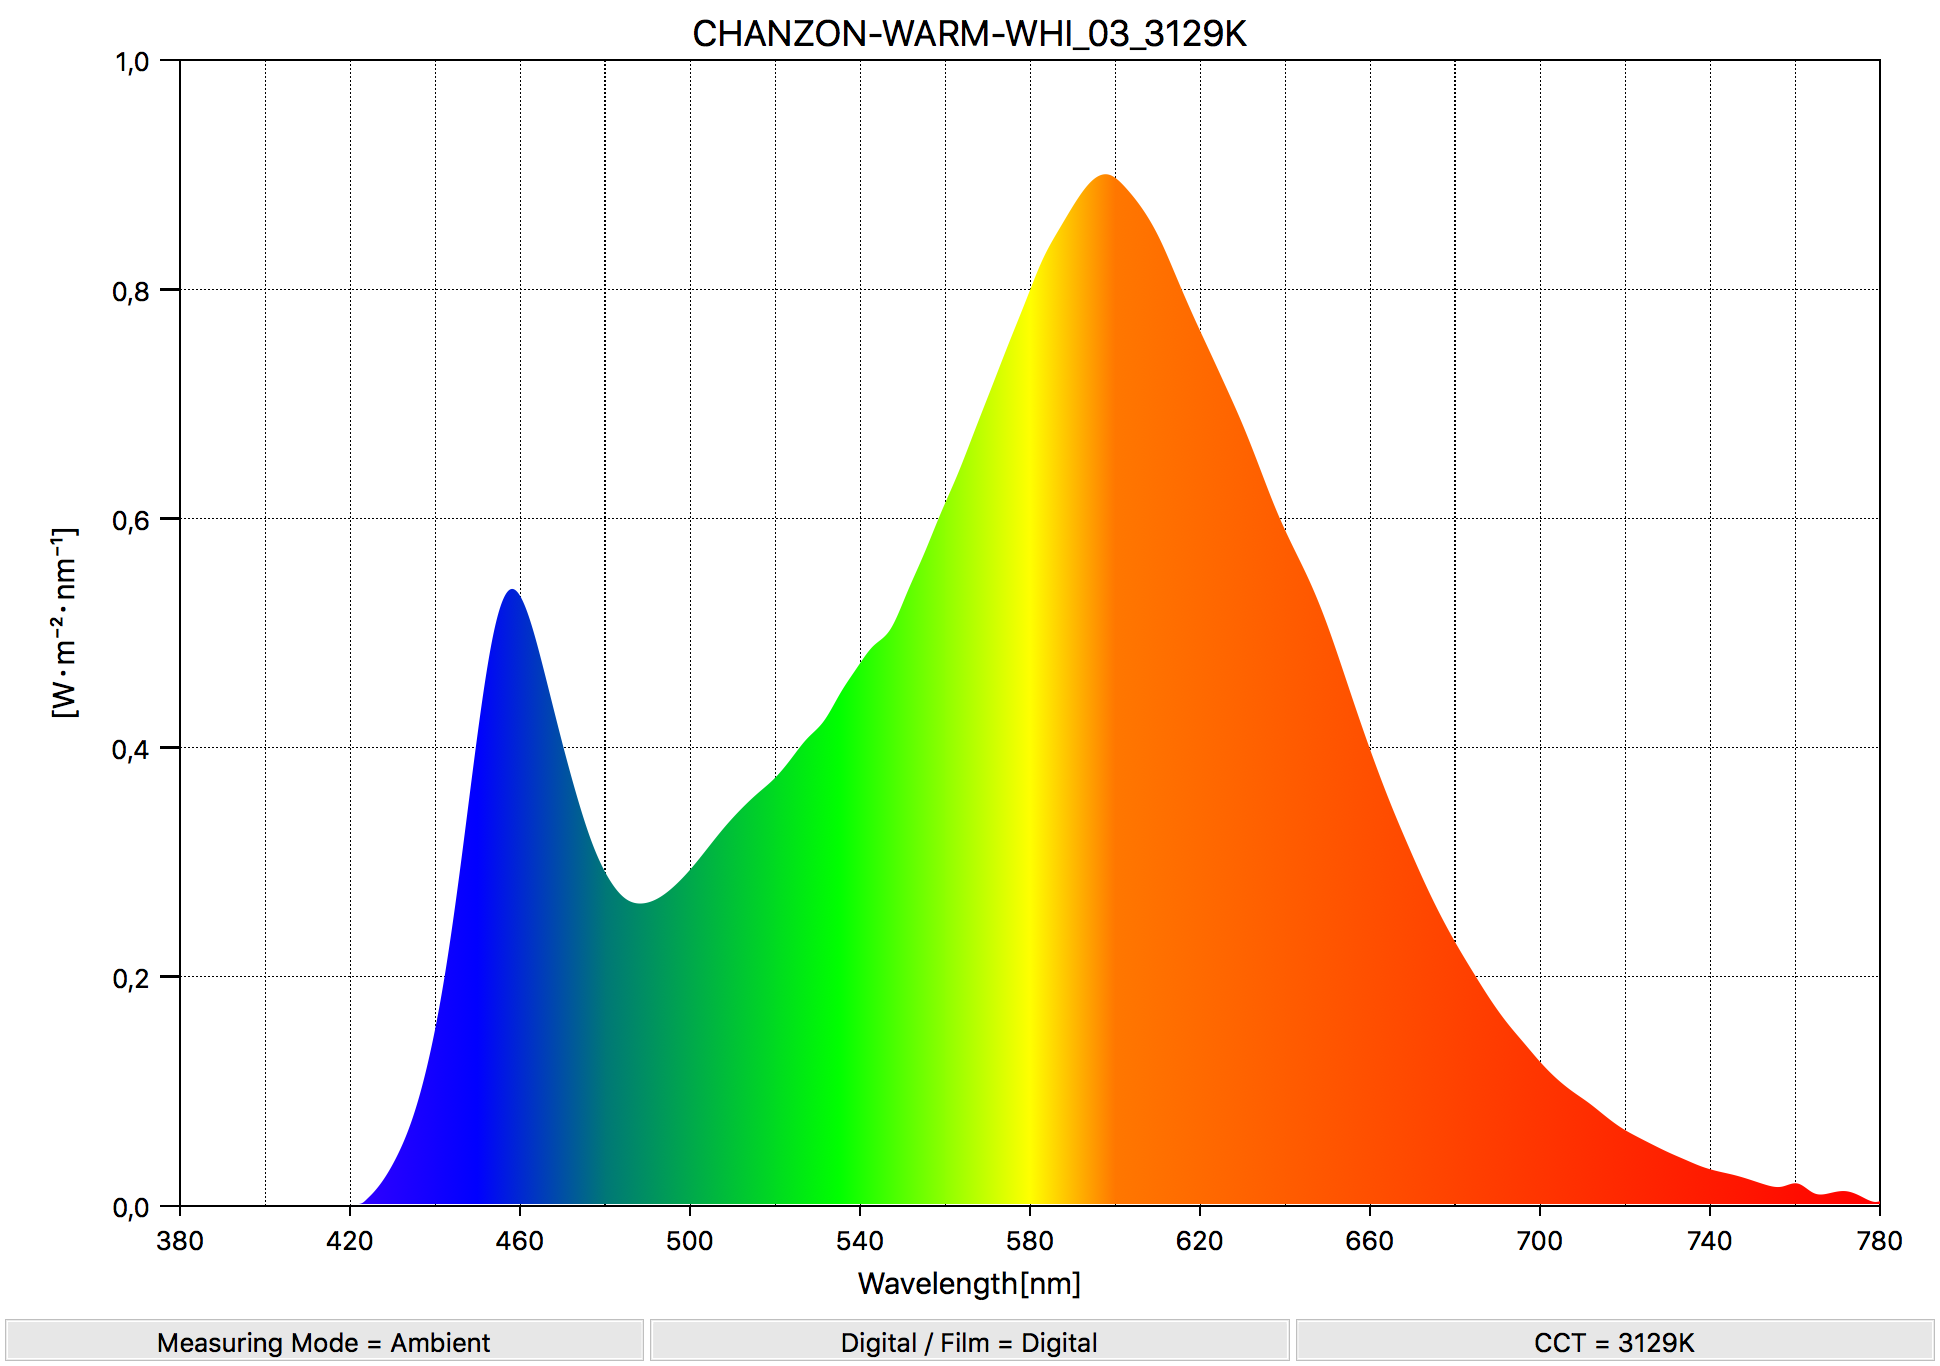 CHANZON-WARM-WHI_03_3129K
1,0
0,8
0,6
0,4
0,2
0,0
[W·m⁻²·nm⁻¹]
380 420 460 500 540 580 620 660 700 740 780
Wavelength[nm]
Measuring Mode = Ambient
Digital / Film = Digital
CCT = 3129K